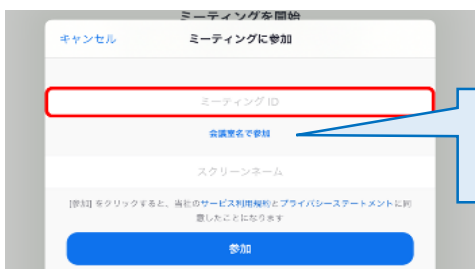 ミーティングを開始
キャンセル ミーティングに参加
ミーティング ID
会議室名で参加
スクリーンネーム
[参加] をクリックすると、当社のサービス利用規約とプライバシーステートメントに同
意したことになります
参加